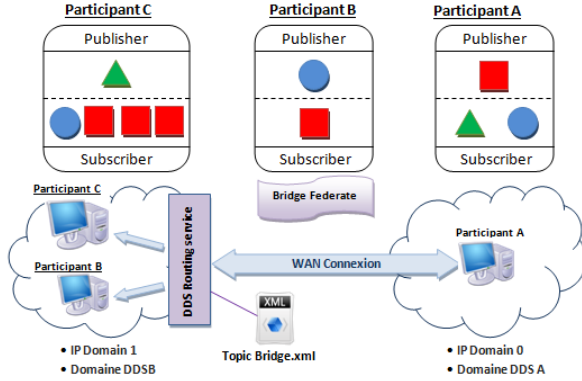 Participant C
Participant B
Participant A
Publisher
Publisher
Publisher
Subscriber
Subscriber
Subscriber
Participant C
Bridge Federate
Participant A
DDS Routing service
WAN Connexion
Participant B
XML
Topic Bridge.xml
• IP Domain 1
• Domaine DDSB
• IP Domain 0
• Domaine DDS A